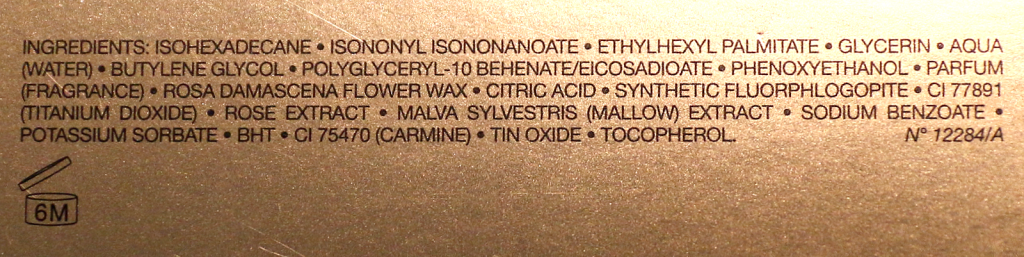 INGREDIENTS: ISOHEXADECANE • ISONONYL ISONONANOATE • ETHYLHEXYL PALMITATE • GLYCERIN • AQUA
(WATER) • BUTYLENE GLYCOL • POLYGLYCERYL-10 BEHENATE/EICOSADIOATE • PHENOXYETHANOL • PARFUM
(FRAGRANCE) • ROSA DAMASCENA FLOWER WAX • CITRIC ACID • SYNTHETIC FLUORPHLOGOPITE • CI 77891
(TITANIUM DIOXIDE) • ROSE EXTRACT • MALVA SYLVESTRIS (MALLOW) EXTRACT • SODIUM BENZOATE •
POTASSIUM SORBATE • BHT • CI 75470 (CARMINE) • TIN OXIDE • TOCOPHEROL. N° 12284/A
6M